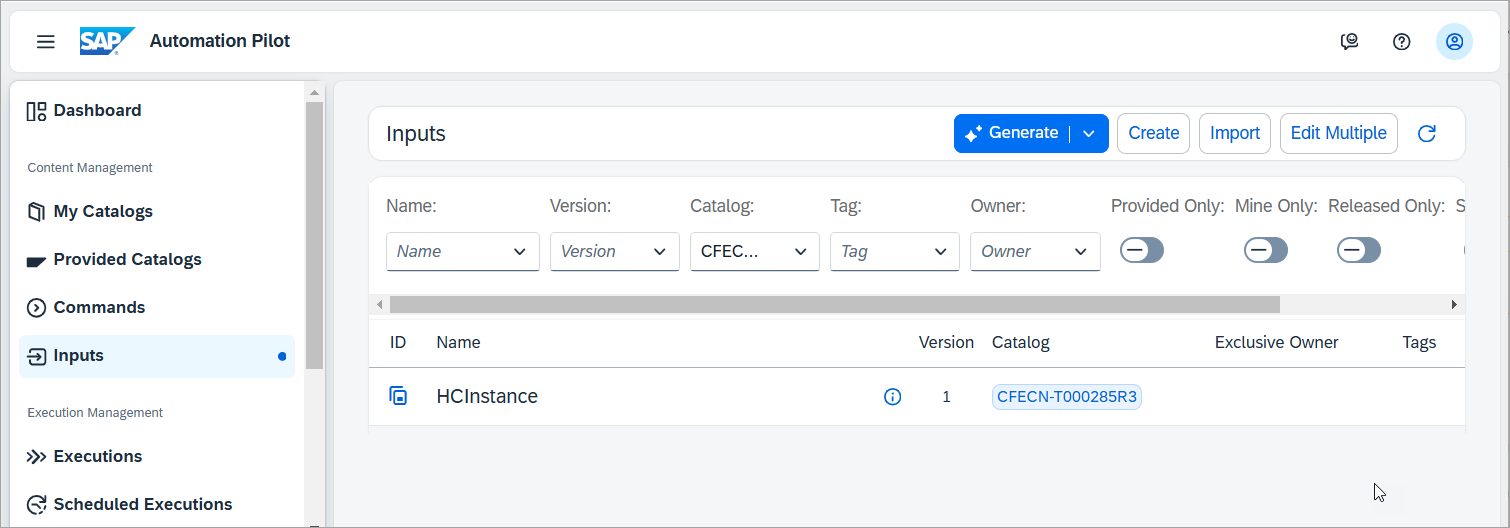 SAP Automation Pilot
Dashboard
Content Management
My Catalogs
Provided Catalogs
Commands
Inputs
Execution Management
Executions
Scheduled Executions
Inputs Generate Create Import Edit Multiple
Name: Version: Catalog: Tag: Owner: Provided Only: Mine Only: Released Only: S
Name Version CFEC... Tag Owner
ID Name Version Catalog Exclusive Owner Tags
HCInstance 1 CFECN-T000285R3